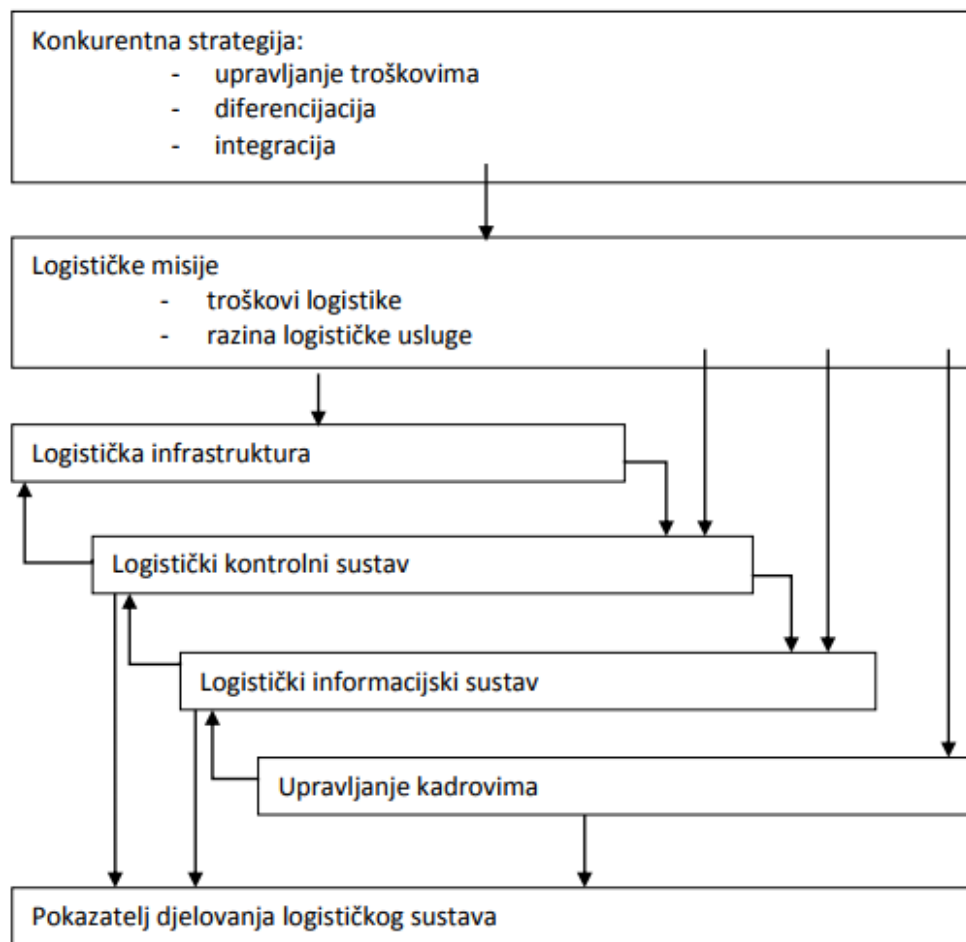 Konkurentna strategija:
- upravljanje troškovima
- diferencijacija
- integracija
Logističke misije
- troškovi logistike
- razina logističke usluge
Logistička infrastruktura
Logistički kontrolni sustav
Logistički informacijski sustav
Upravljanje kadrovima
Pokazatelj djelovanja logističkog sustava